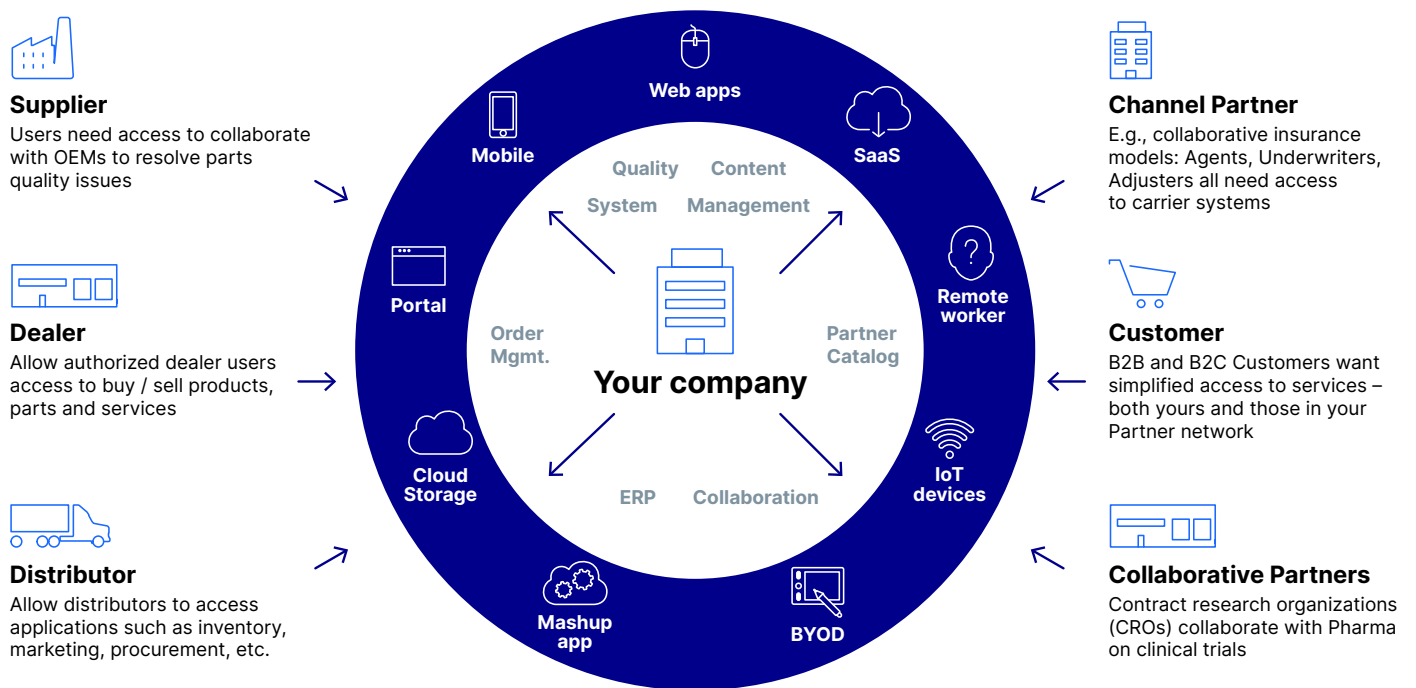 Supplier
Users need access to collaborate
with OEMs to resolve parts
quality issues
Dealer
Allow authorized dealer users
access to buy / sell products,
parts and services
Distributor
Allow distributors to access
applications such as inventory,
marketing, procurement, etc.
Web apps
Mobile
SaaS
Portal
Remote
worker
Cloud
Storage
IoT
devices
Mashup
app
BYOD
Quality
System
Content
Management
Order
Mgmt.
Partner
Catalog
Your company
ERP
Collaboration
Channel Partner
E.g., collaborative insurance
models: Agents, Underwriters,
Adjusters all need access
to carrier systems
Customer
B2B and B2C Customers want
simplified access to services –
both yours and those in your
Partner network
Collaborative Partners
Contract research organizations
(CROs) collaborate with Pharma
on clinical trials